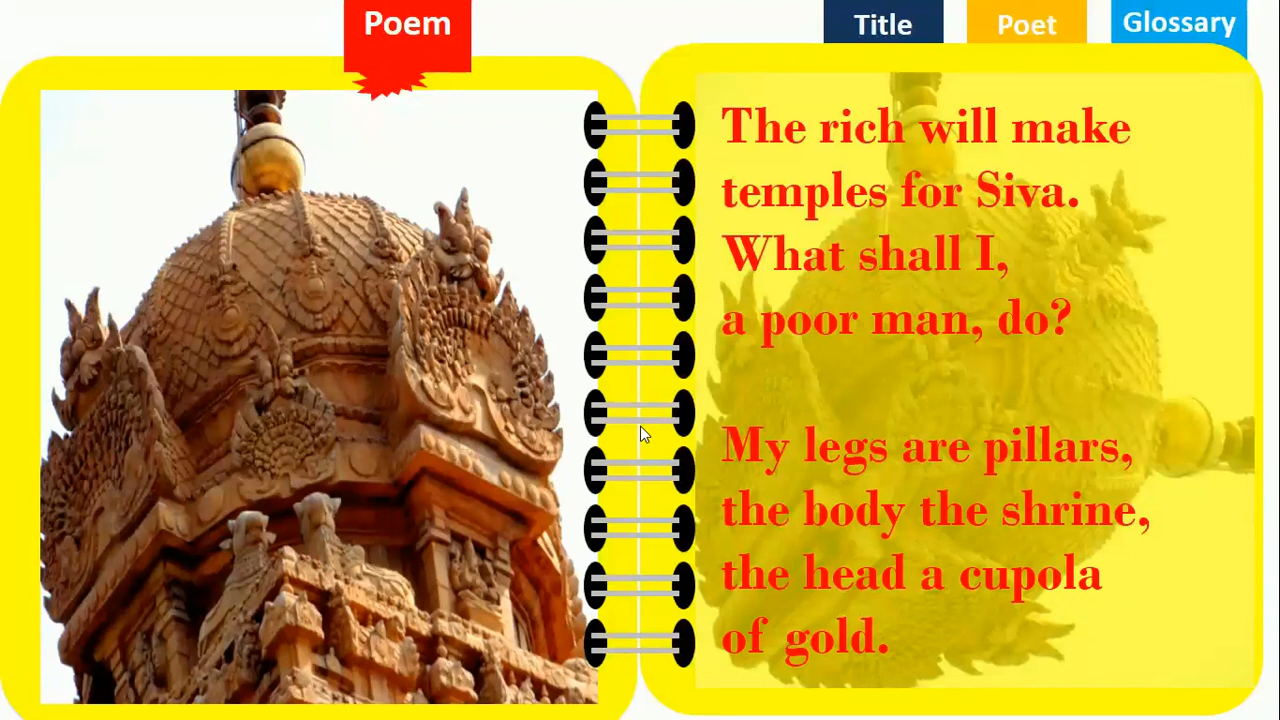 Poem
Title
Poet
Glossary
The rich will make
temples for Siva.
What shall I,
a poor man, do?
My legs are pillars,
the body the shrine,
the head a cupola
of gold.